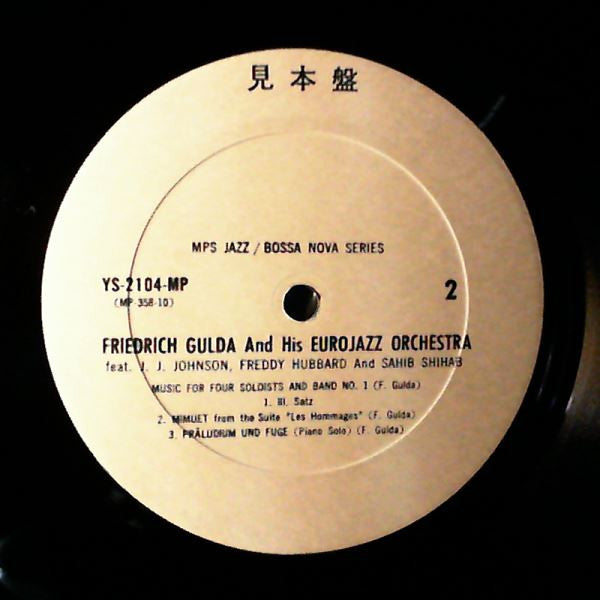 見本盤
MPS JAZZ / BOSSA NOVA SERIES
YS-2104-MP
(MP-358-10)
2
FRIEDRICH GULDA And His EUROJAZZ ORCHESTRA
feat. J. J. JOHNSON, FREDDY HUBBARD And SAHIB SHIHAB
MUSIC FOR FOUR SOLOISTS AND BAND NO. 1 (F. Gulda)
1. III. Satz
2. MIMUET from the Suite "Les Hommages" (F. Gulda)
3. PRÄLUDIUM UND FUGE (Piano Solo) (F. Gulda)